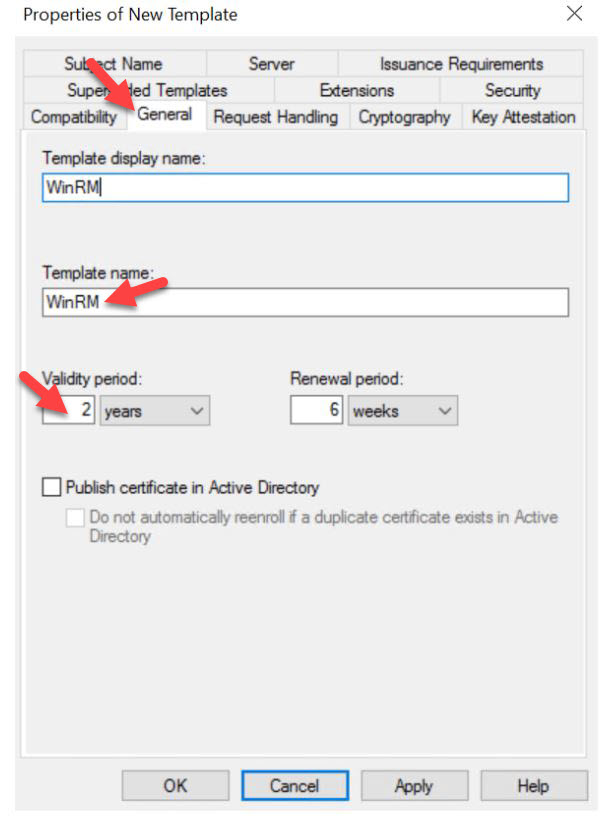 Properties of New Template
Subject Name Server Issuance Requirements
Superseded Templates Extensions Security
Compatibility General Request Handling Cryptography Key Attestation
Template display name:
WinRM
Template name:
WinRM
Validity period: Renewal period:
2 years 6 weeks
Publish certificate in Active Directory
Do not automatically reenroll if a duplicate certificate exists in Active
Directory
OK Cancel Apply Help